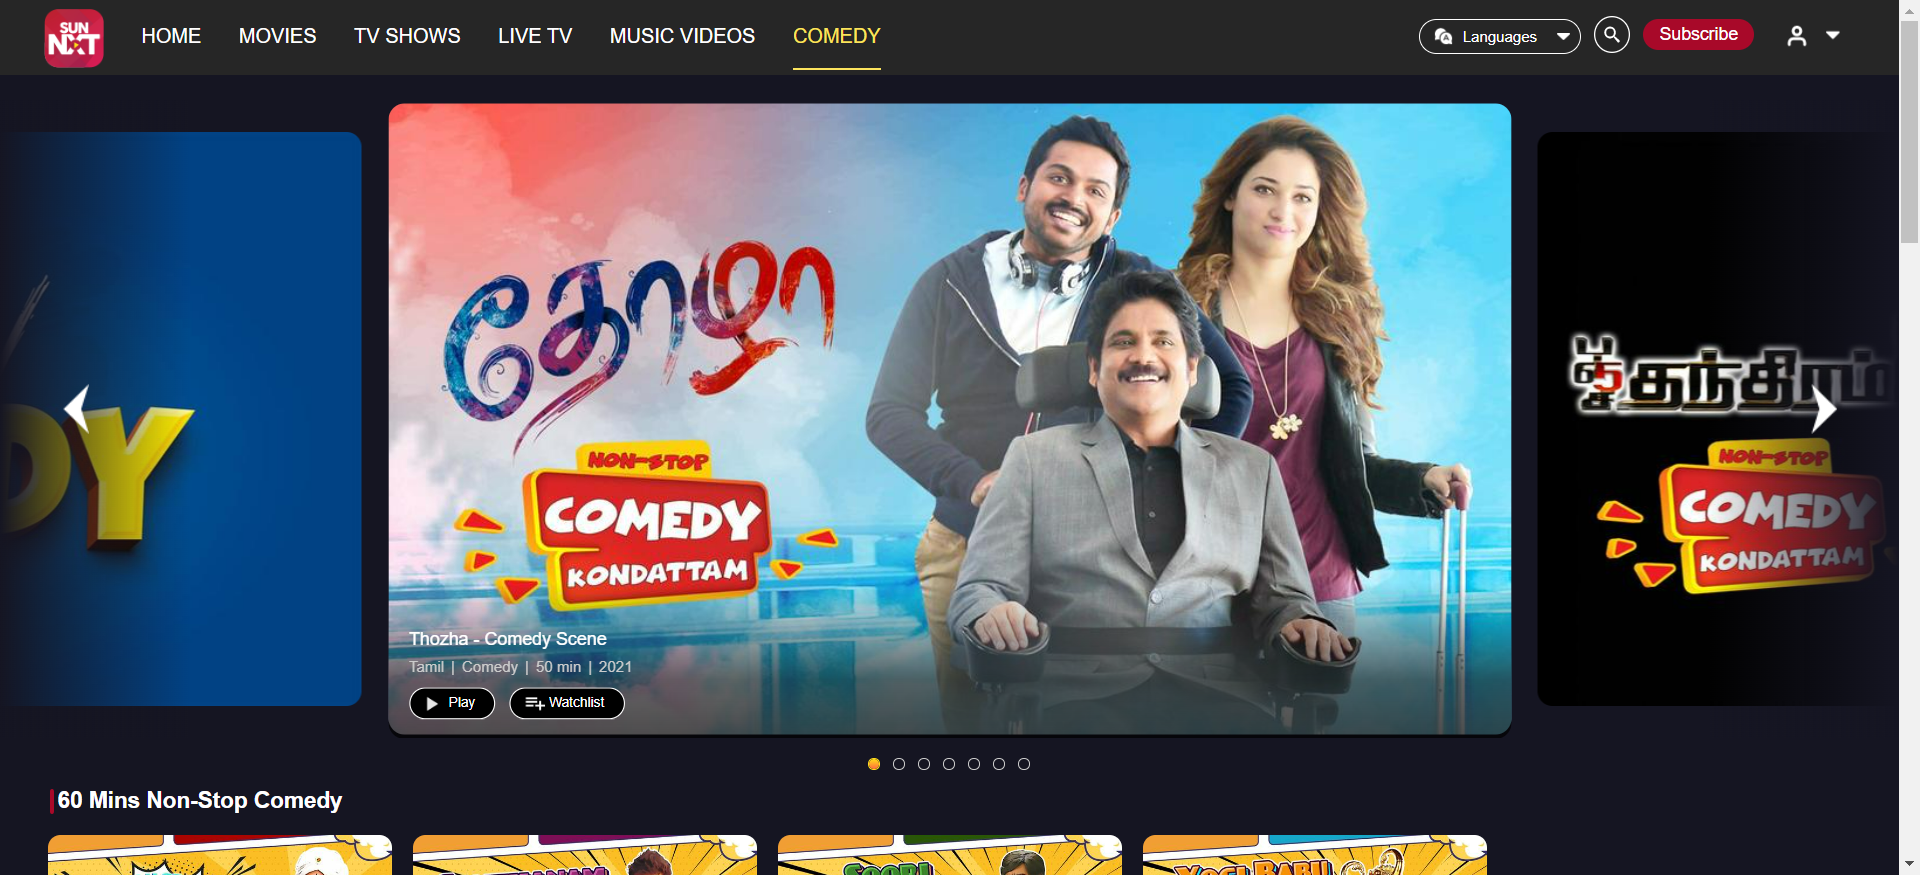 SUN
NXT
HOME
MOVIES
TV SHOWS
LIVE TV
MUSIC VIDEOS
COMEDY
Languages
Subscribe
DY
தோழா
NON-STOP
COMEDY
KONDATTAM
Thozha - Comedy Scene
Tamil | Comedy | 50 min | 2021
Play
Watchlist
தந்திரம்
NON-STOP
COMEDY
KONDATTAM
60 Mins Non-Stop Comedy
SOORI
YOGI BABU